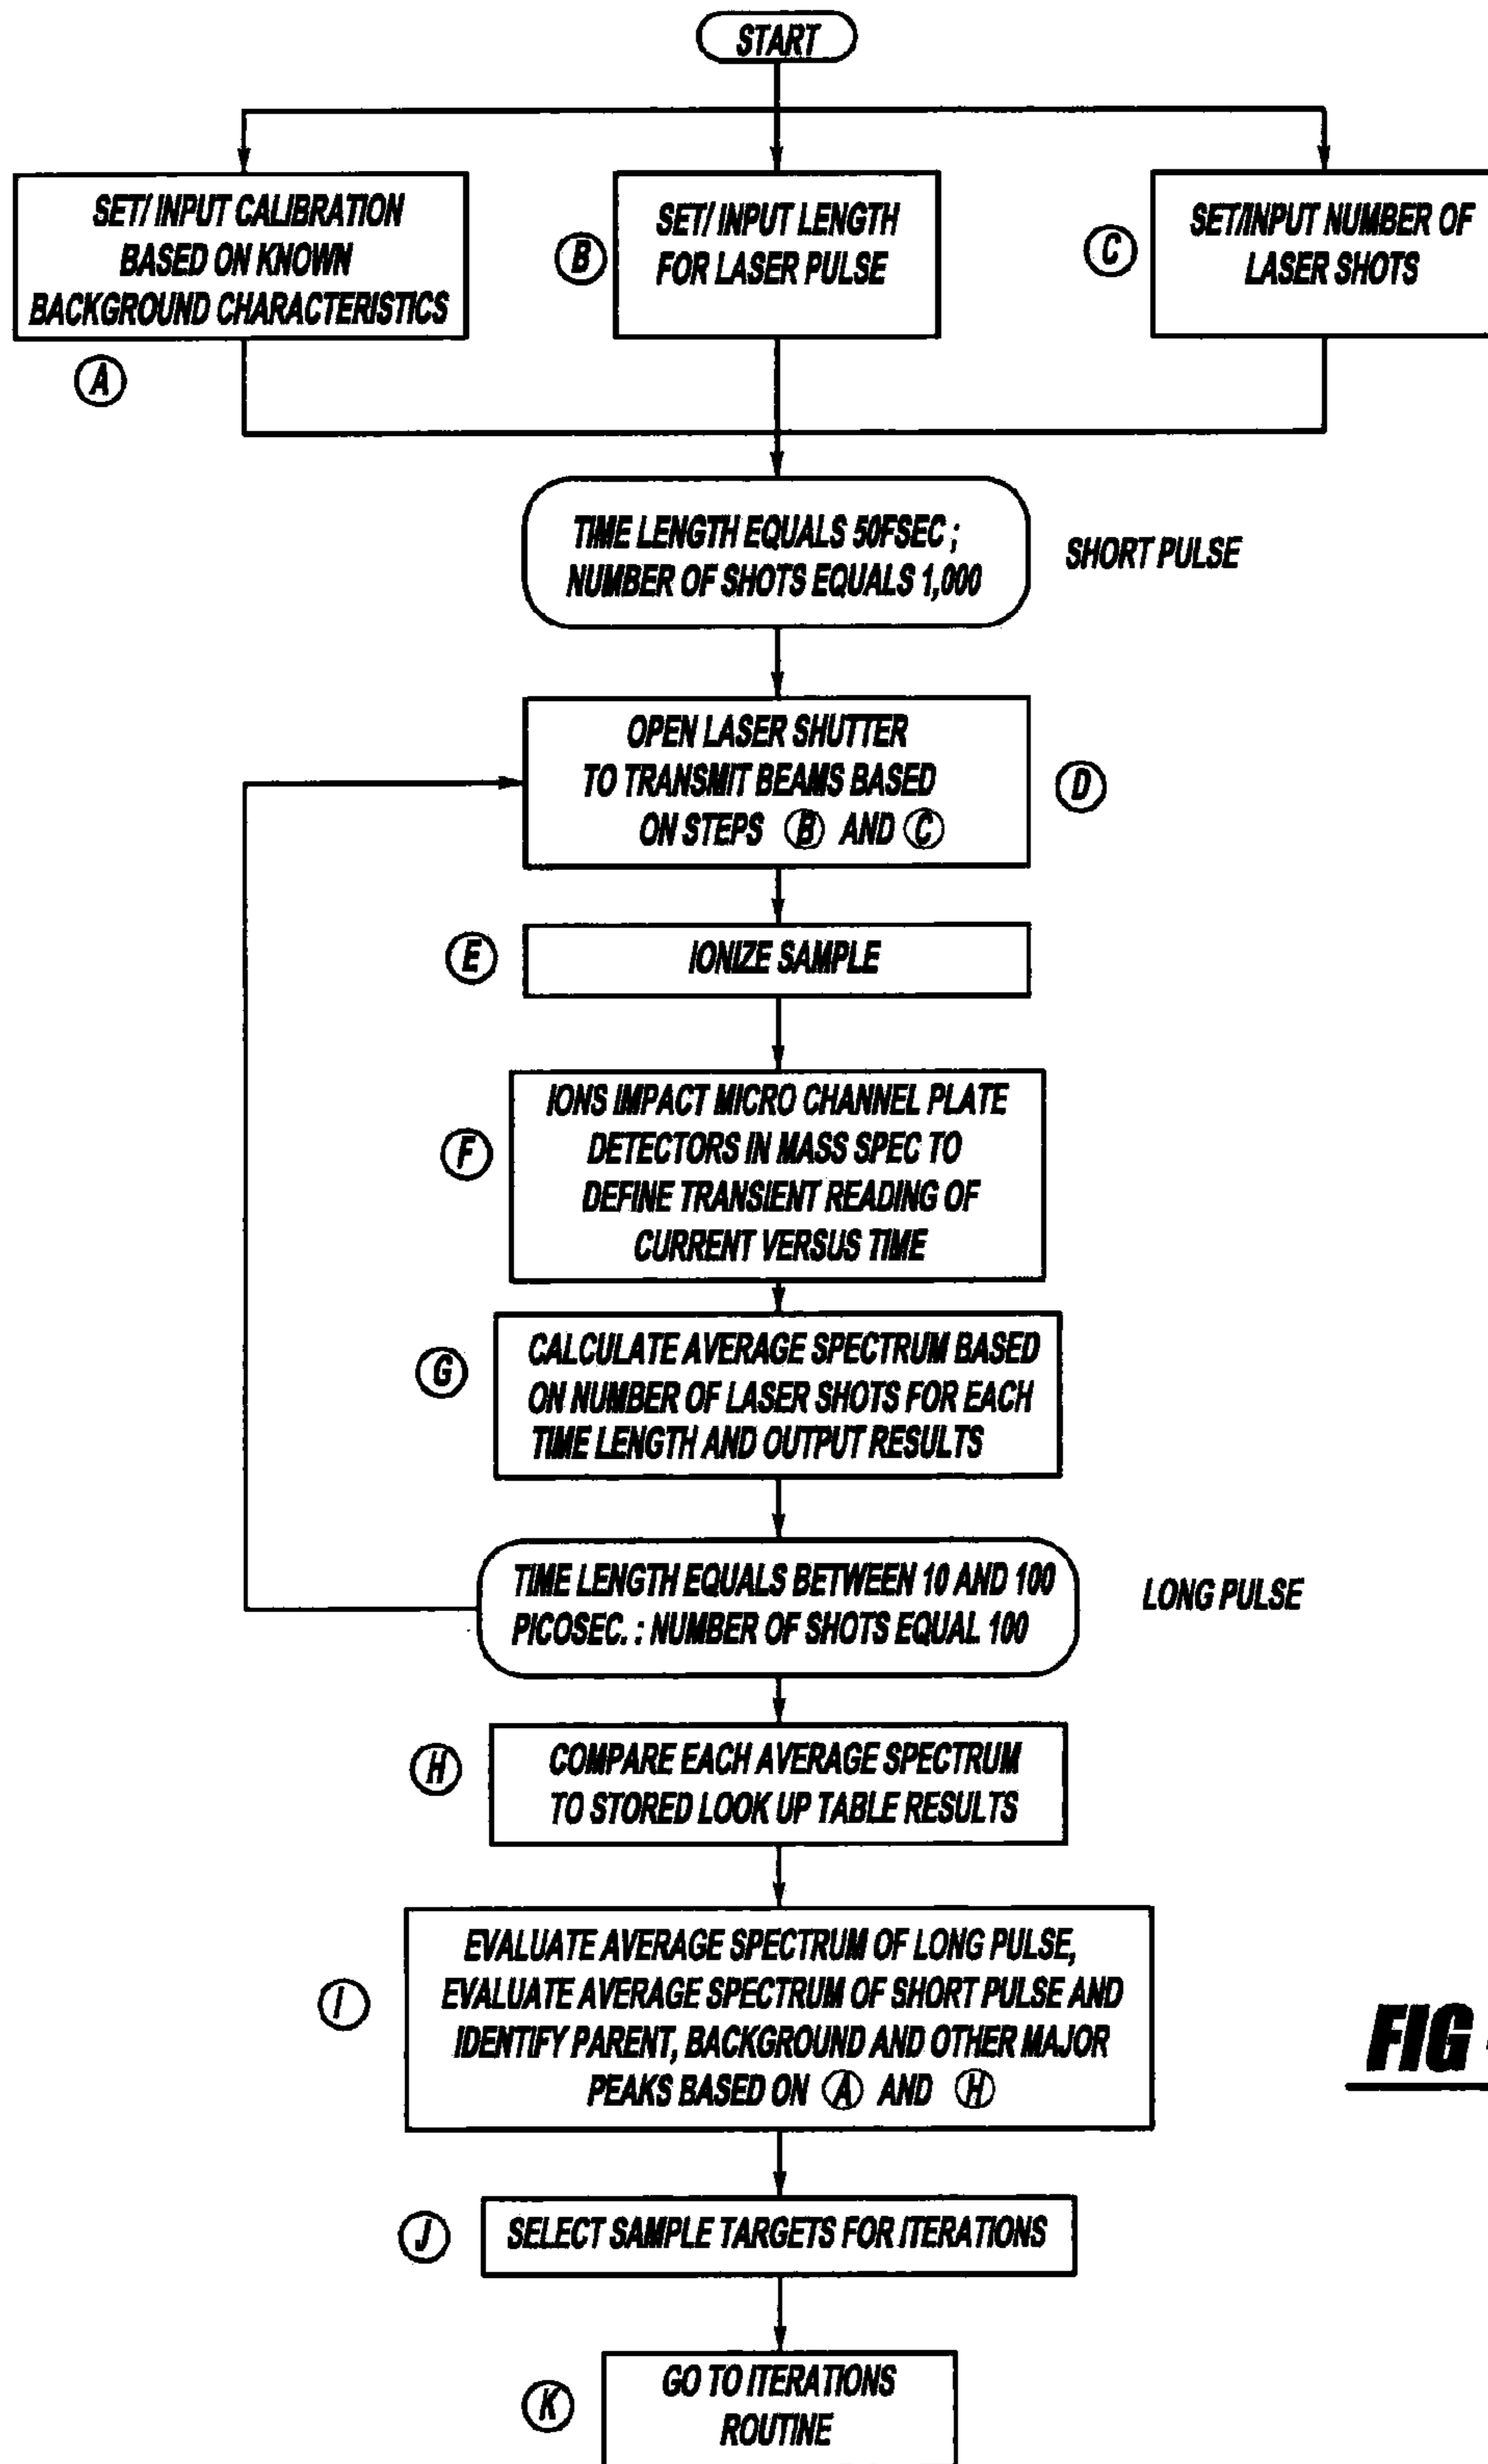 START
SET/ INPUT CALIBRATION
BASED ON KNOWN
BACKGROUND CHARACTERISTICS
A
B
SET/ INPUT LENGTH
FOR LASER PULSE
C
SET/INPUT NUMBER OF
LASER SHOTS
TIME LENGTH EQUALS 50FSEC ;
NUMBER OF SHOTS EQUALS 1,000
SHORT PULSE
OPEN LASER SHUTTER
TO TRANSMIT BEAMS BASED
ON STEPS B AND C
D
E
IONIZE SAMPLE
F
IONS IMPACT MICRO CHANNEL PLATE
DETECTORS IN MASS SPEC TO
DEFINE TRANSIENT READING OF
CURRENT VERSUS TIME
G
CALCULATE AVERAGE SPECTRUM BASED
ON NUMBER OF LASER SHOTS FOR EACH
TIME LENGTH AND OUTPUT RESULTS
TIME LENGTH EQUALS BETWEEN 10 AND 100
PICOSEC. : NUMBER OF SHOTS EQUAL 100
LONG PULSE
H
COMPARE EACH AVERAGE SPECTRUM
TO STORED LOOK UP TABLE RESULTS
I
EVALUATE AVERAGE SPECTRUM OF LONG PULSE,
EVALUATE AVERAGE SPECTRUM OF SHORT PULSE AND
IDENTIFY PARENT, BACKGROUND AND OTHER MAJOR
PEAKS BASED ON A AND H
FIG
J
SELECT SAMPLE TARGETS FOR ITERATIONS
K
GO TO ITERATIONS
ROUTINE